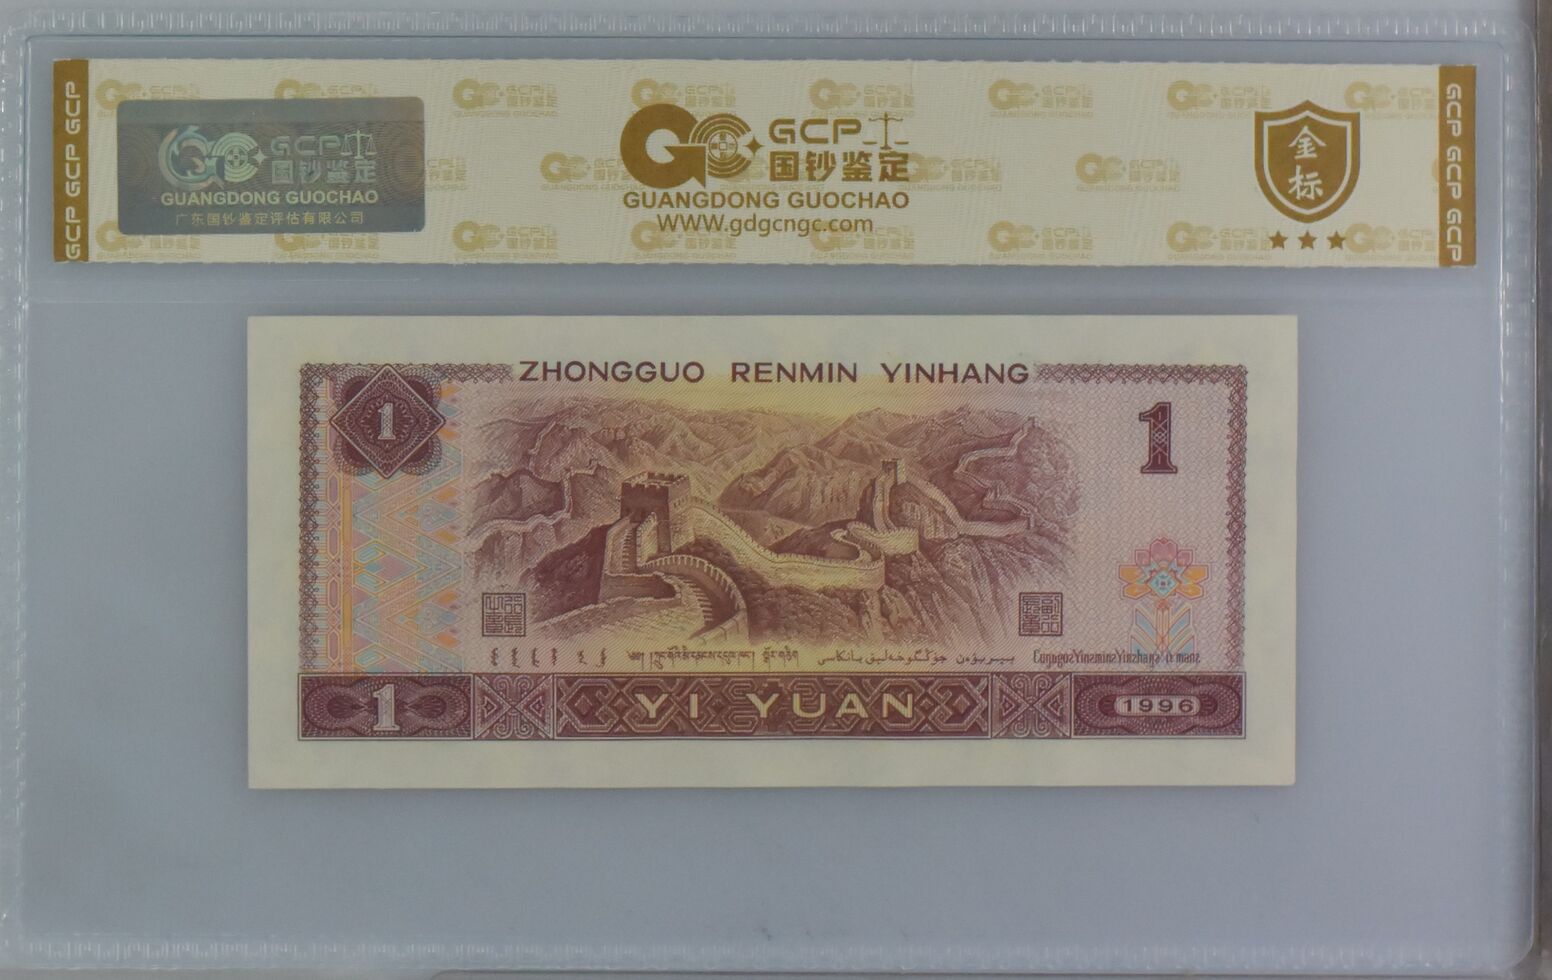 GCP GCP GCP
GCP
国钞鉴定
GUANGDONG GUOCHAO
广东国钞鉴定评估有限公司
GCP
国钞鉴定
GUANGDONG GUOCHAO
WWW.gdgcngc.com
金
标
GCP GCP GCP
ZHONGGUO RENMIN YINHANG
1
1
1
YI YUAN
1996